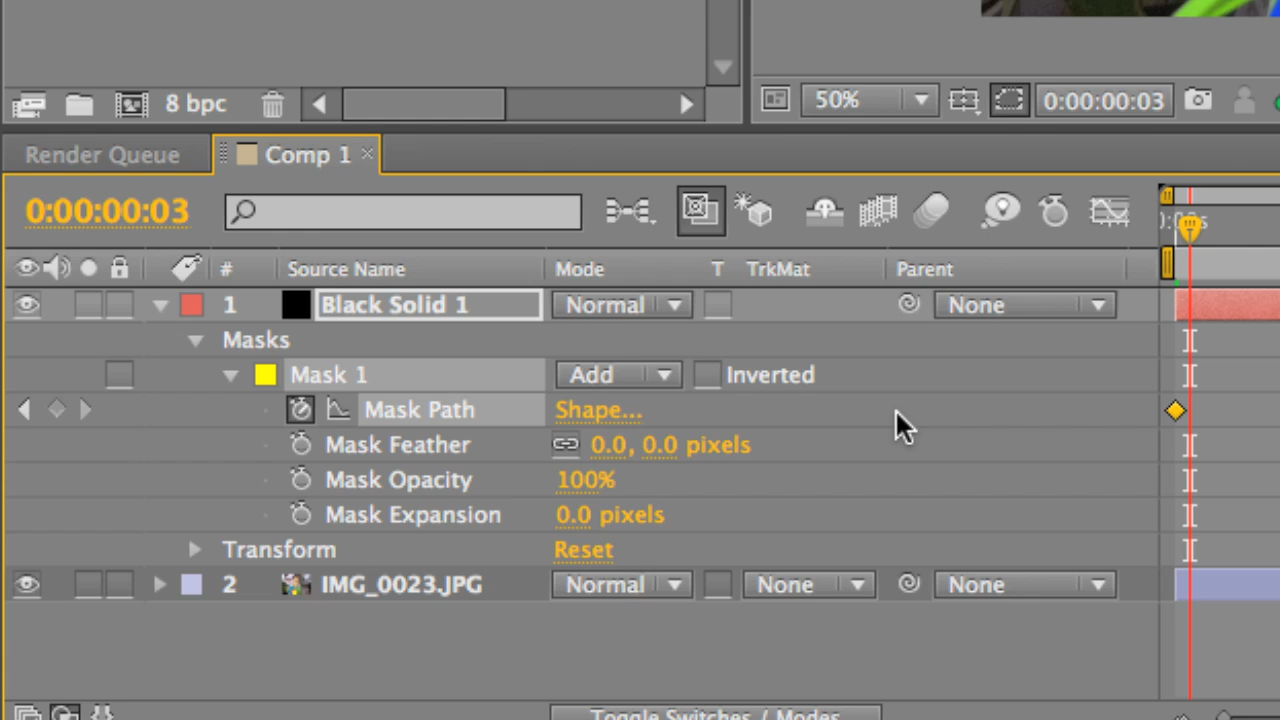 8 bpc
50%
0:00:00:03
Render Queue
Comp 1
0:00:00:03
#
Source Name
Mode
T
TrkMat
Parent
1
Black Solid 1
Normal
None
Masks
Mask 1
Add
Inverted
Mask Path
Shape...
Mask Feather
0.0, 0.0 pixels
Mask Opacity
100%
Mask Expansion
0.0 pixels
Transform
Reset
2
IMG_0023.JPG
Normal
None
None
Toggle Switches / Modes